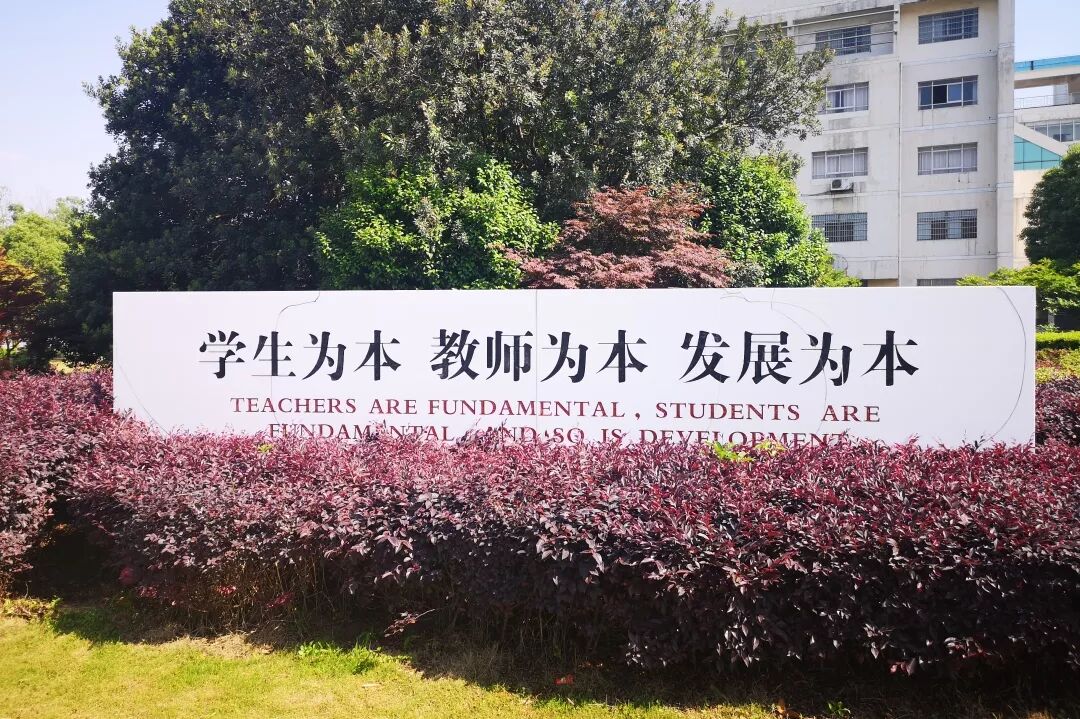 学生为本 教师为本 发展为本
TEACHERS ARE FUNDAMENTAL, STUDENTS ARE
FUNDAMENTAL, AND SO IS DEVELOPMENT